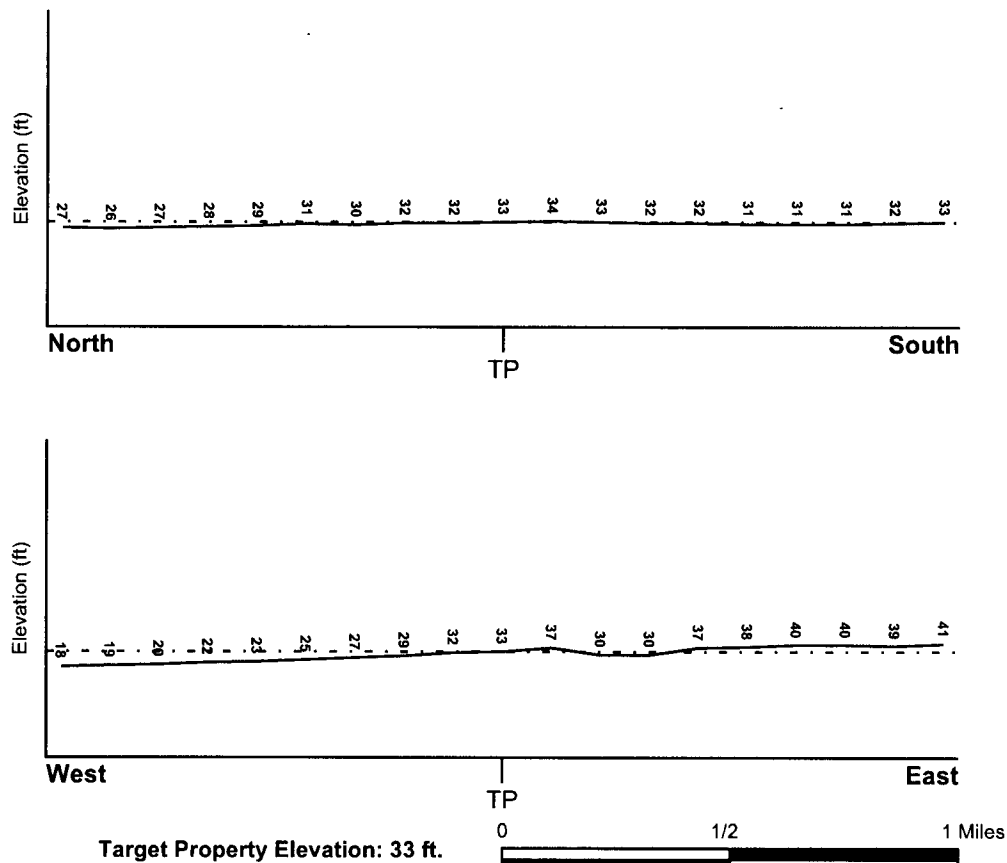 Elevation (ft)
27 26 27 28 29 31 30 32 32 33 34 33 32 32 31 31 31 32 33
North South
TP
Elevation (ft)
18 19 20 22 23 25 27 29 32 33 37 30 30 37 38 40 40 39 41
West East
TP
Target Property Elevation: 33 ft.
0 1/2 1 Miles